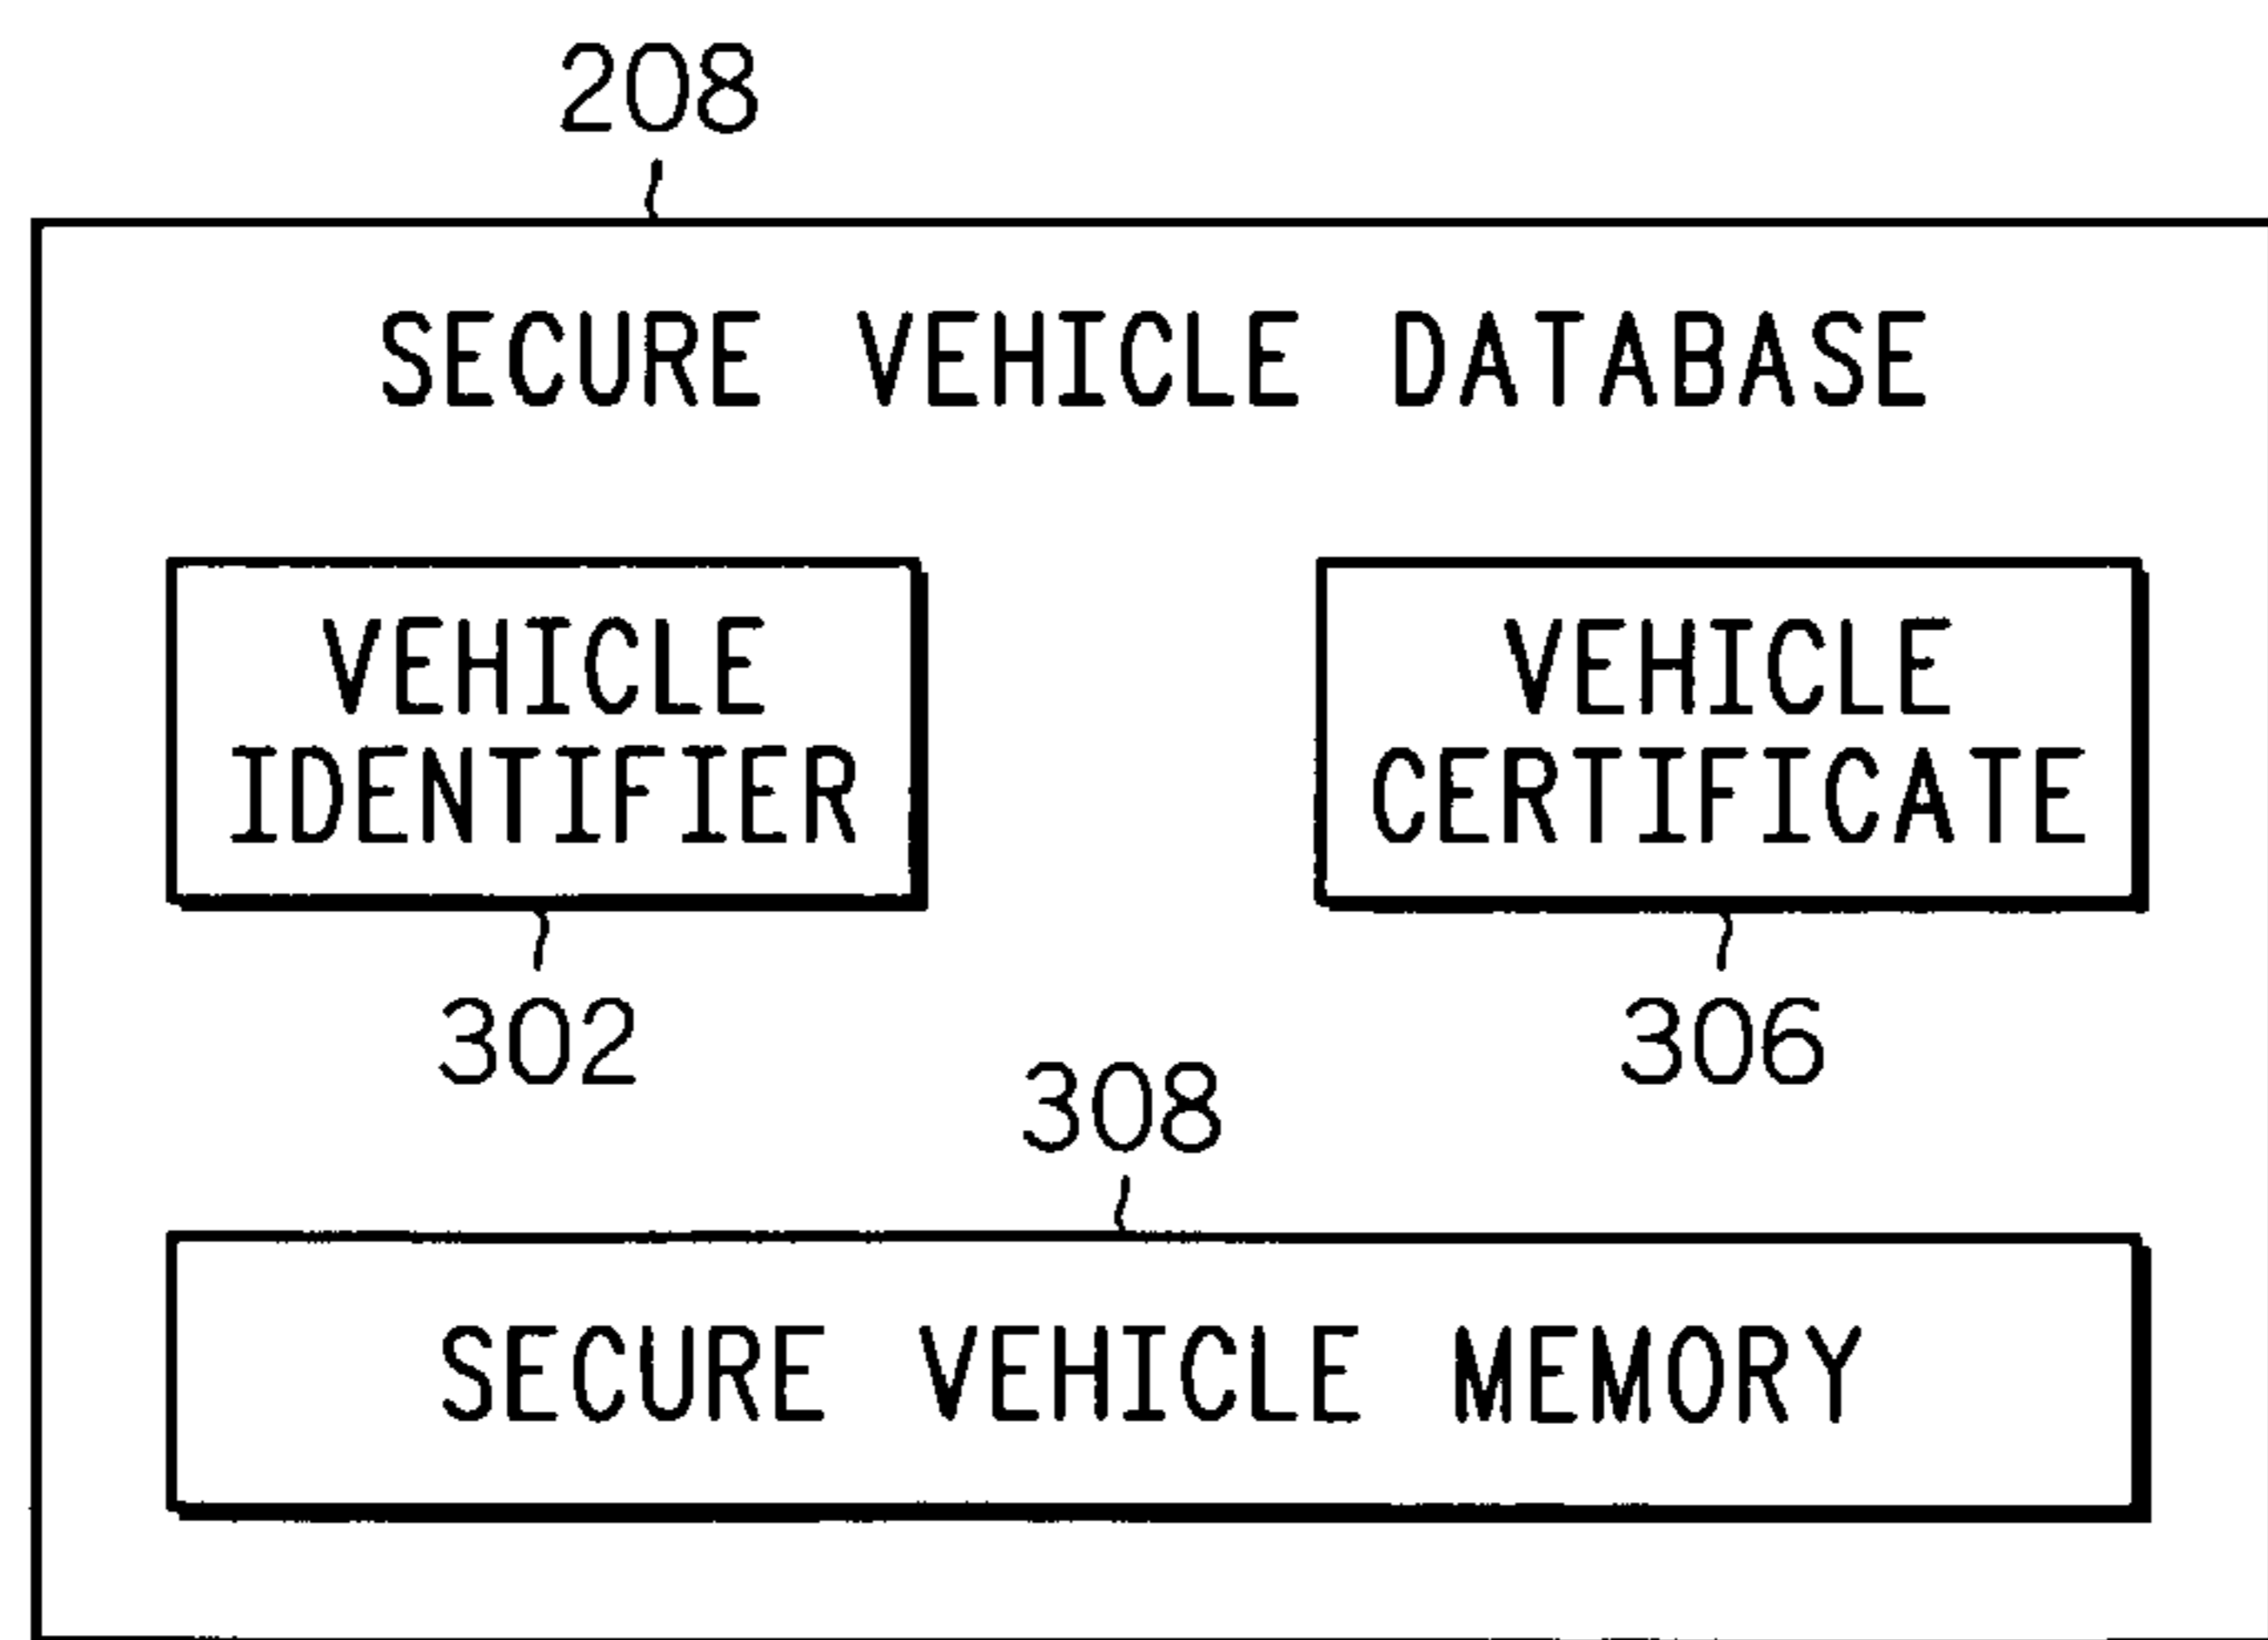 208
SECURE VEHICLE DATABASE
VEHICLE
IDENTIFIER
302
VEHICLE
CERTIFICATE
306
308
SECURE VEHICLE MEMORY